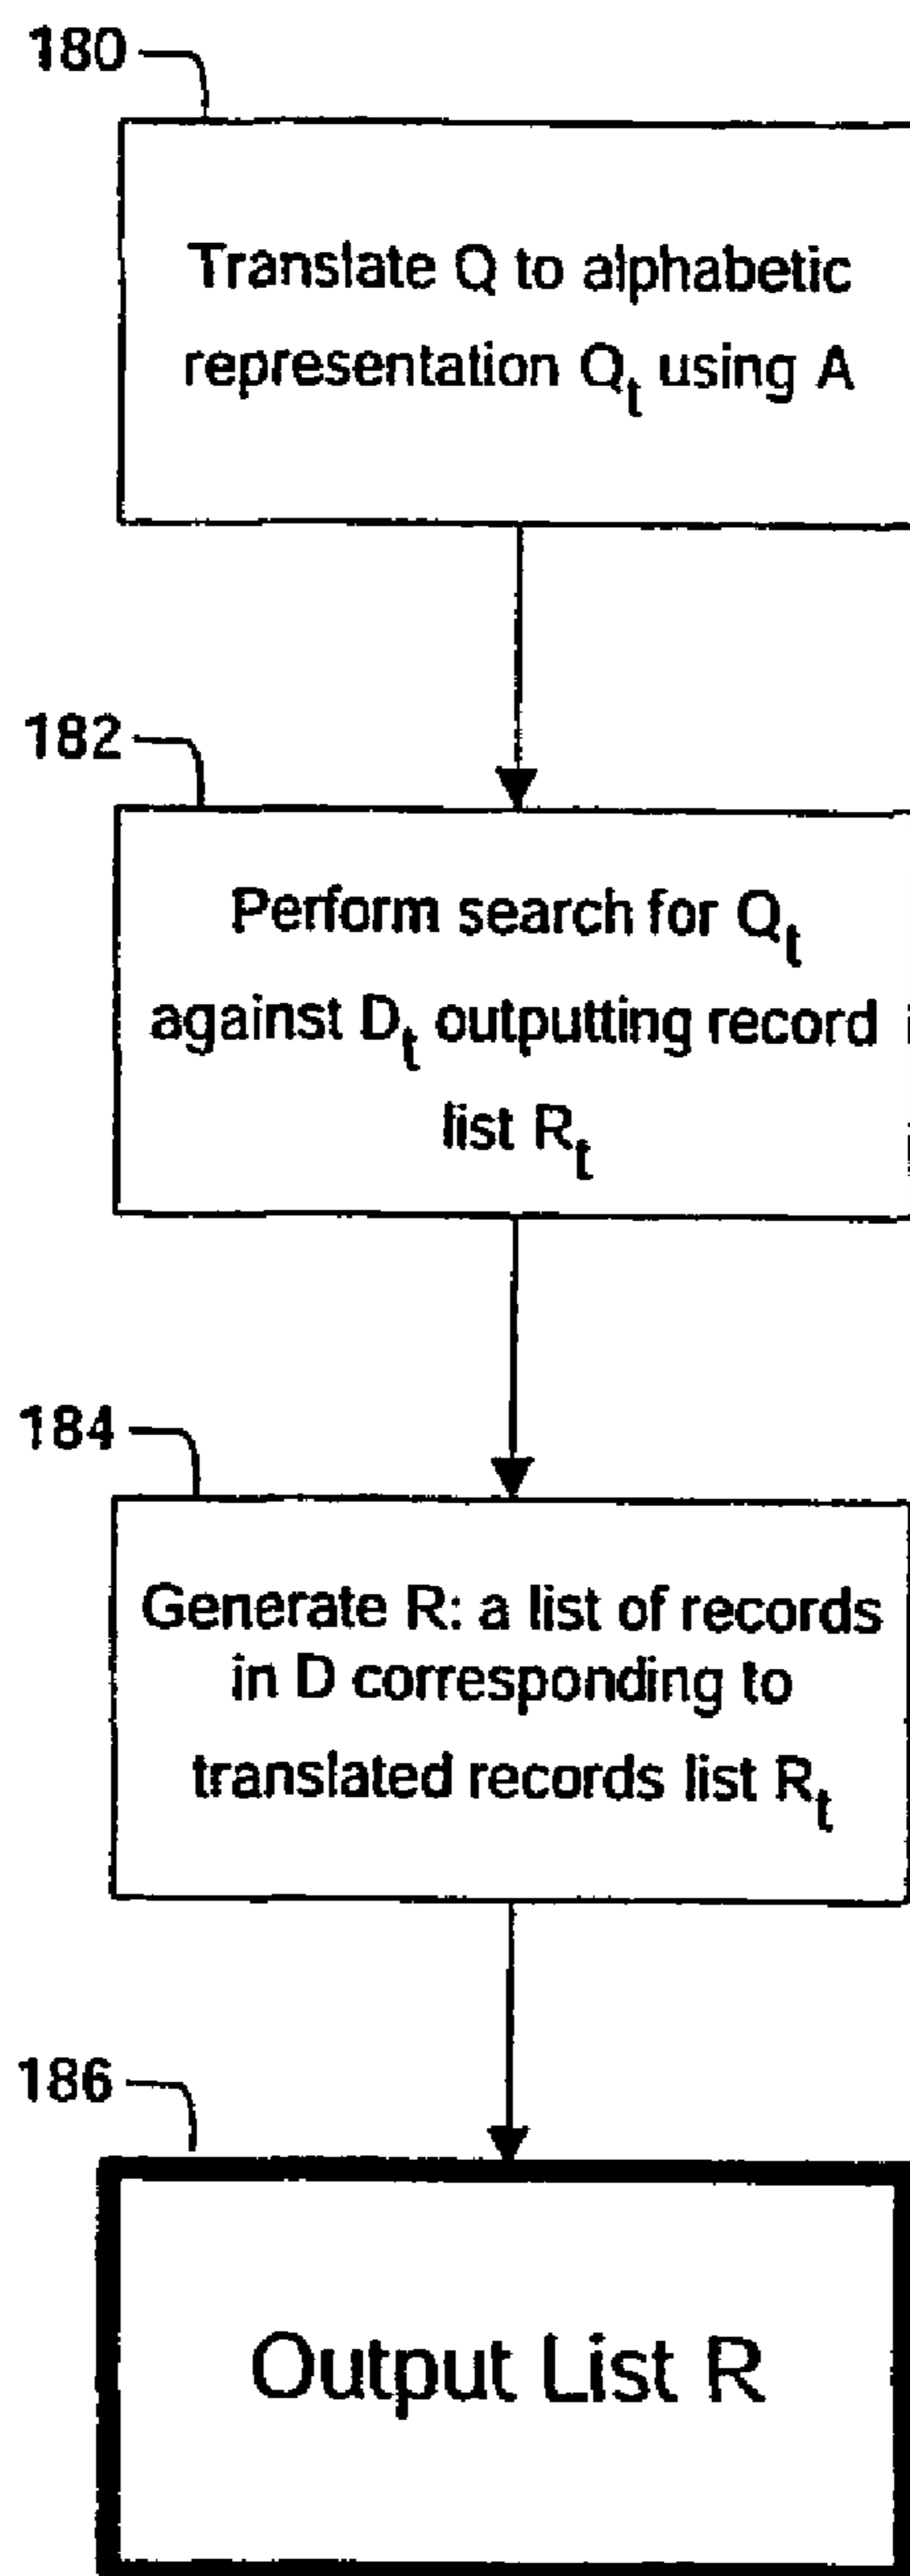 180
Translate Q to alphabetic
representation Qt using A
182
Perform search for Qt
against Dt outputting record
list Rt
184
Generate R: a list of records
in D corresponding to
translated records list Rt
186
Output List R